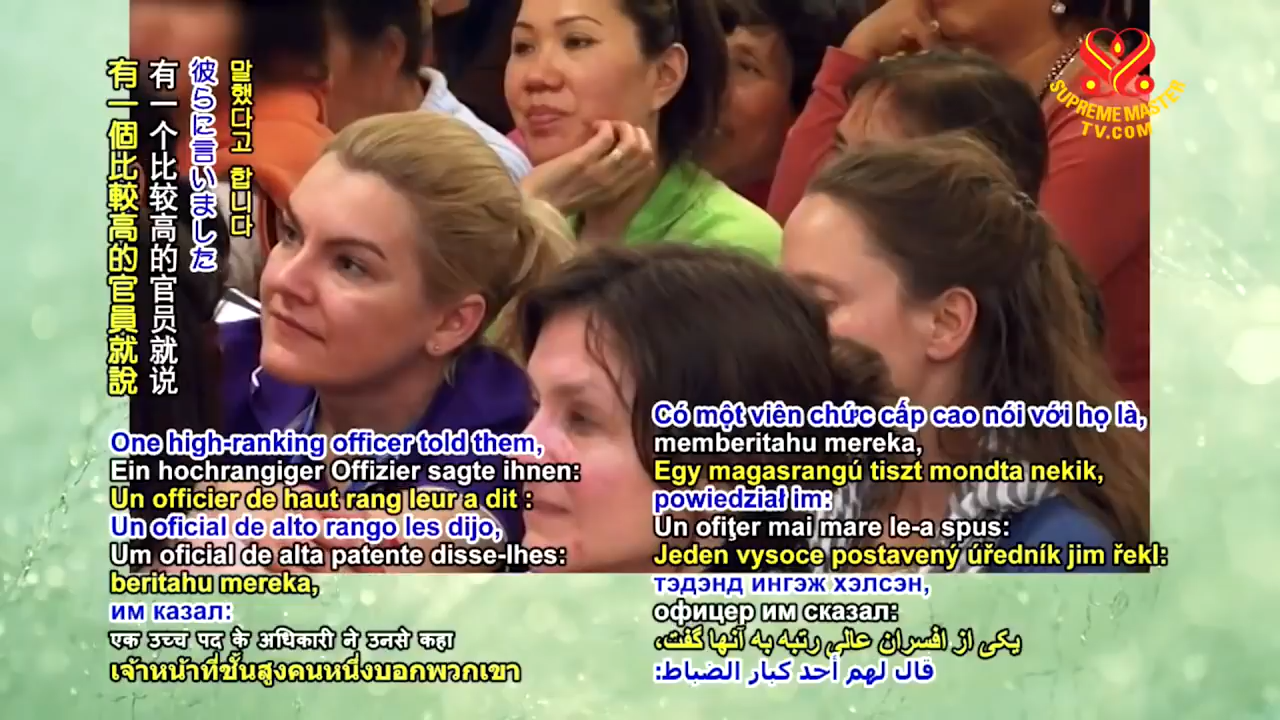 有一個比較高的官員就說
有一个比较高的官员就说
彼らに言いました
말했다고 합니다
SUPREME MASTER
TV.COM
One high-ranking officer told them,
Ein hochrangiger Offizier sagte ihnen:
Un officier de haut rang leur a dit :
Un oficial de alto rango les dijo,
Um oficial de alta patente disse-lhes:
beritahu mereka,
им казал:
एक उच्च पद के अधिकारी ने उनसे कहा
เจ้าหน้าที่ชั้นสูงคนหนึ่งบอกพวกเขา
Có một viên chức cấp cao nói với họ là,
memberitahu mereka,
Egy magasrangú tiszt mondta nekik,
powiedział im:
Un ofiţer mai mare le-a spus:
Jeden vysoce postavený úředník jim řekl:
тэдэнд ингэж хэлсэн,
офицер им сказал:
یکی از افسران عالی رتبه به آنها گفت،
قال لهم أحد كبار الضباط: